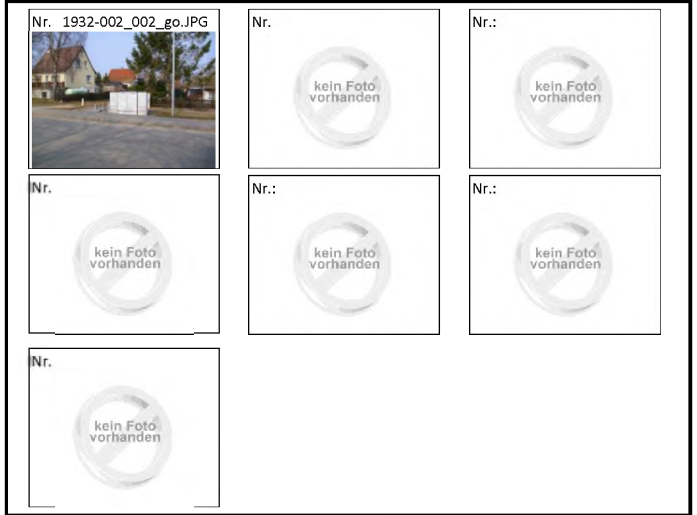 Nr. 1932-002_002_go.JPG
Nr.
kein Foto
vorhanden
Nr.:
kein Foto
vorhanden
Nr.
kein Foto
vorhanden
Nr.:
kein Foto
vorhanden
Nr.:
kein Foto
vorhanden
Nr.
kein Foto
vorhanden